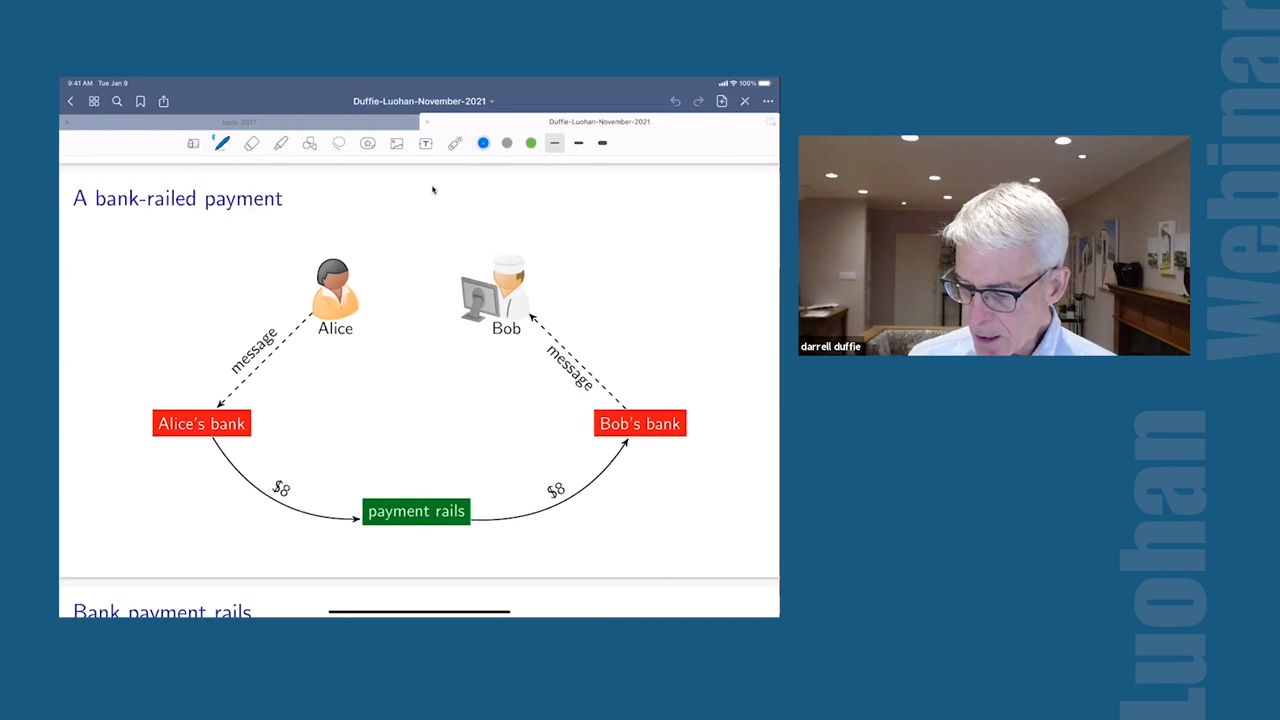 9:41 AM Tue Jan 9
100%
Duffie-Luohan-November-2021
Duffie-Luohan-November-2021
A bank-railed payment
Alice
Bob
message
message
Alice's bank
Bob's bank
$8
$8
payment rails
Bank payment rails
darrell duffie
Luohan
Webinar